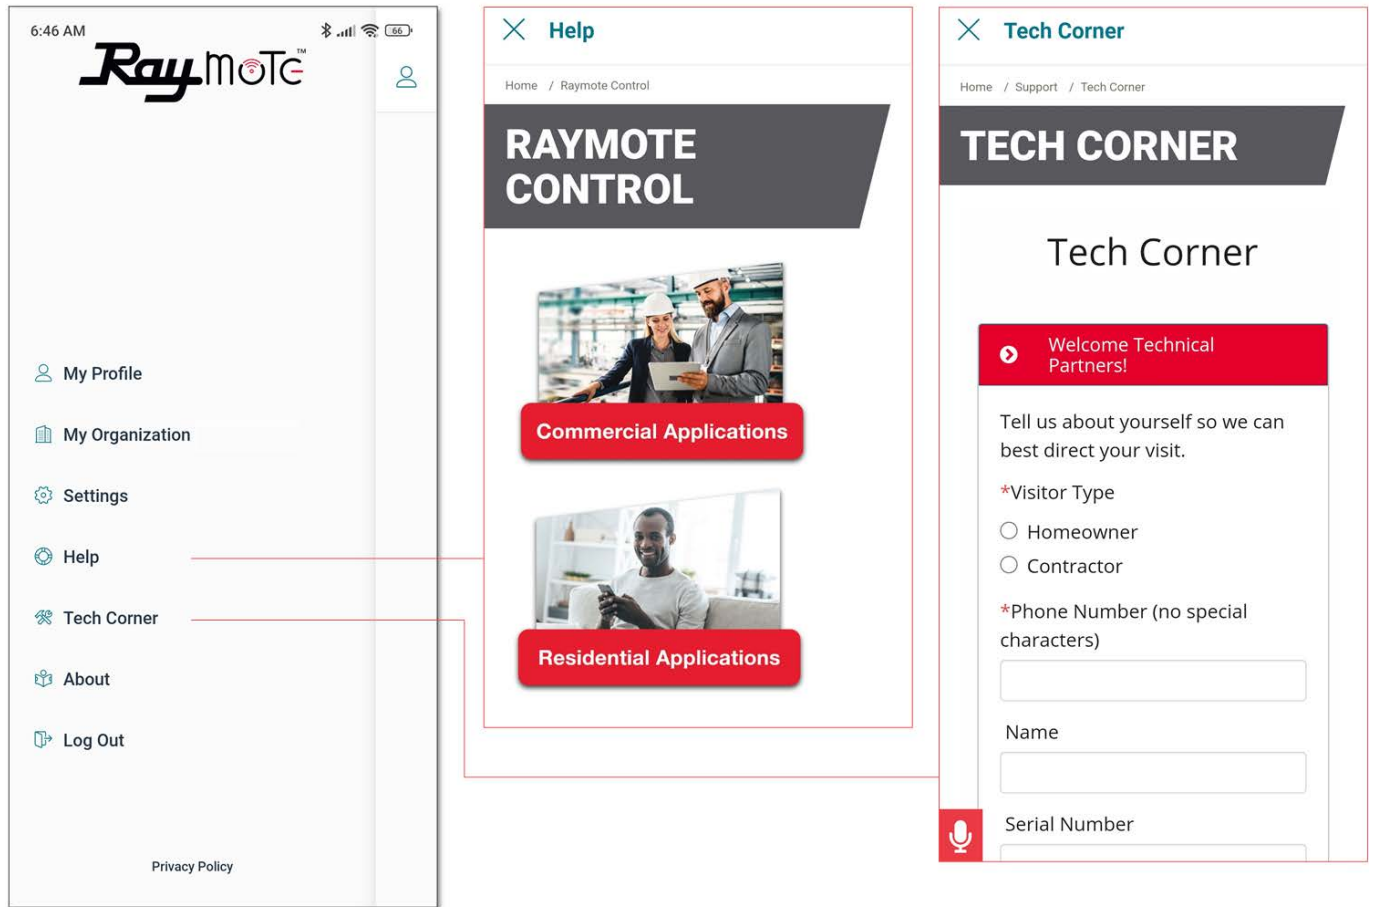 6:46 AM
66
RayMOTE™
My Profile
My Organization
Settings
Help
Tech Corner
About
Log Out
Privacy Policy
Help
Home / Raymote Control
RAYMOTE
CONTROL
Commercial Applications
Residential Applications
Tech Corner
Home / Support / Tech Corner
TECH CORNER
Tech Corner
Welcome Technical
Partners!
Tell us about yourself so we can
best direct your visit.
*Visitor Type
Homeowner
Contractor
*Phone Number (no special
characters)
Name
Serial Number